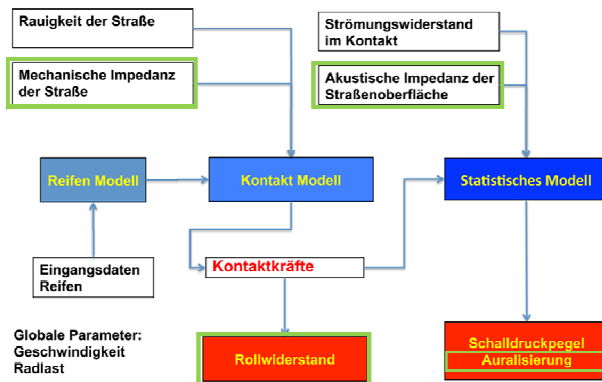 Rauigkeit der Straße
Strömungswiderstand
im Kontakt
Mechanische Impedanz
der Straße
Akustische Impedanz der
Straßenoberfläche
Reifen Modell
Kontakt Modell
Statistisches Modell
Eingangsdaten
Reifen
Kontaktkräfte
Globale Parameter:
Geschwindigkeit
Radlast
Rollwiderstand
Schalldruckpegel
Auralisierung